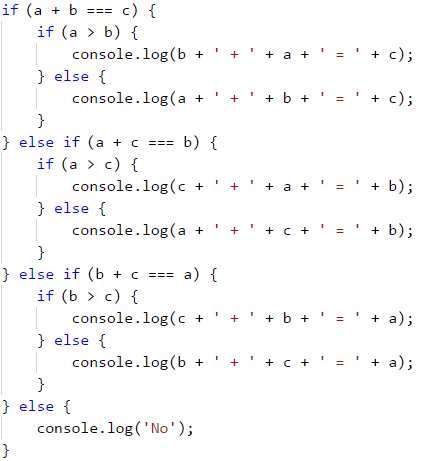 if (a + b === c) {
    if (a > b) {
        console.log(b + ' + ' + a + ' = ' + c);
    } else {
        console.log(a + ' + ' + b + ' = ' + c);
    }
} else if (a + c === b) {
    if (a > c) {
        console.log(c + ' + ' + a + ' = ' + b);
    } else {
        console.log(a + ' + ' + c + ' = ' + b);
    }
} else if (b + c === a) {
    if (b > c) {
        console.log(c + ' + ' + b + ' = ' + a);
    } else {
        console.log(b + ' + ' + c + ' = ' + a);
    }
} else {
    console.log('No');
}